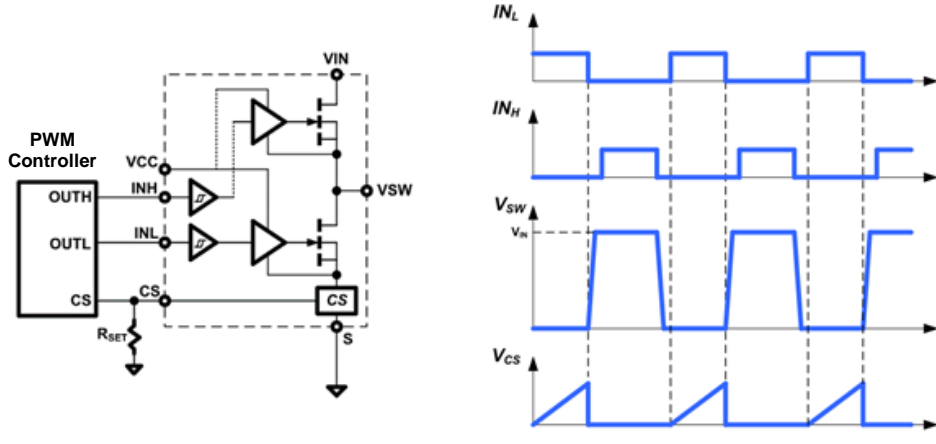 PWM
Controller
OUTH
OUTL
CS
VCC
INH
INL
CS
RSET
VIN
VSW
CS
S
INL
INH
VSW
VIN
VCS